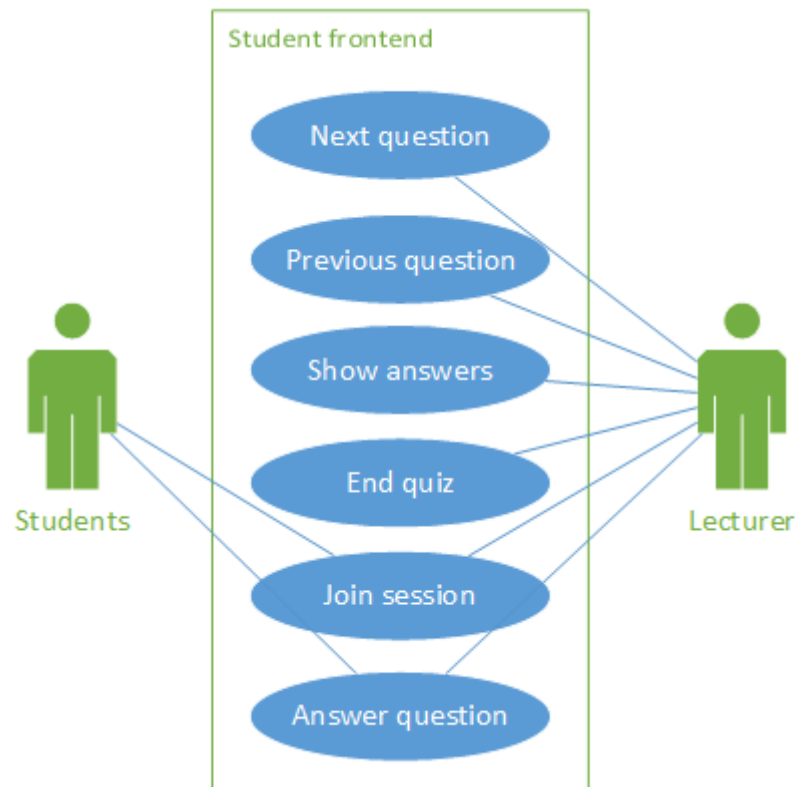 Student frontend
Next question
Previous question
Show answers
End quiz
Students
Lecturer
Join session
Answer question